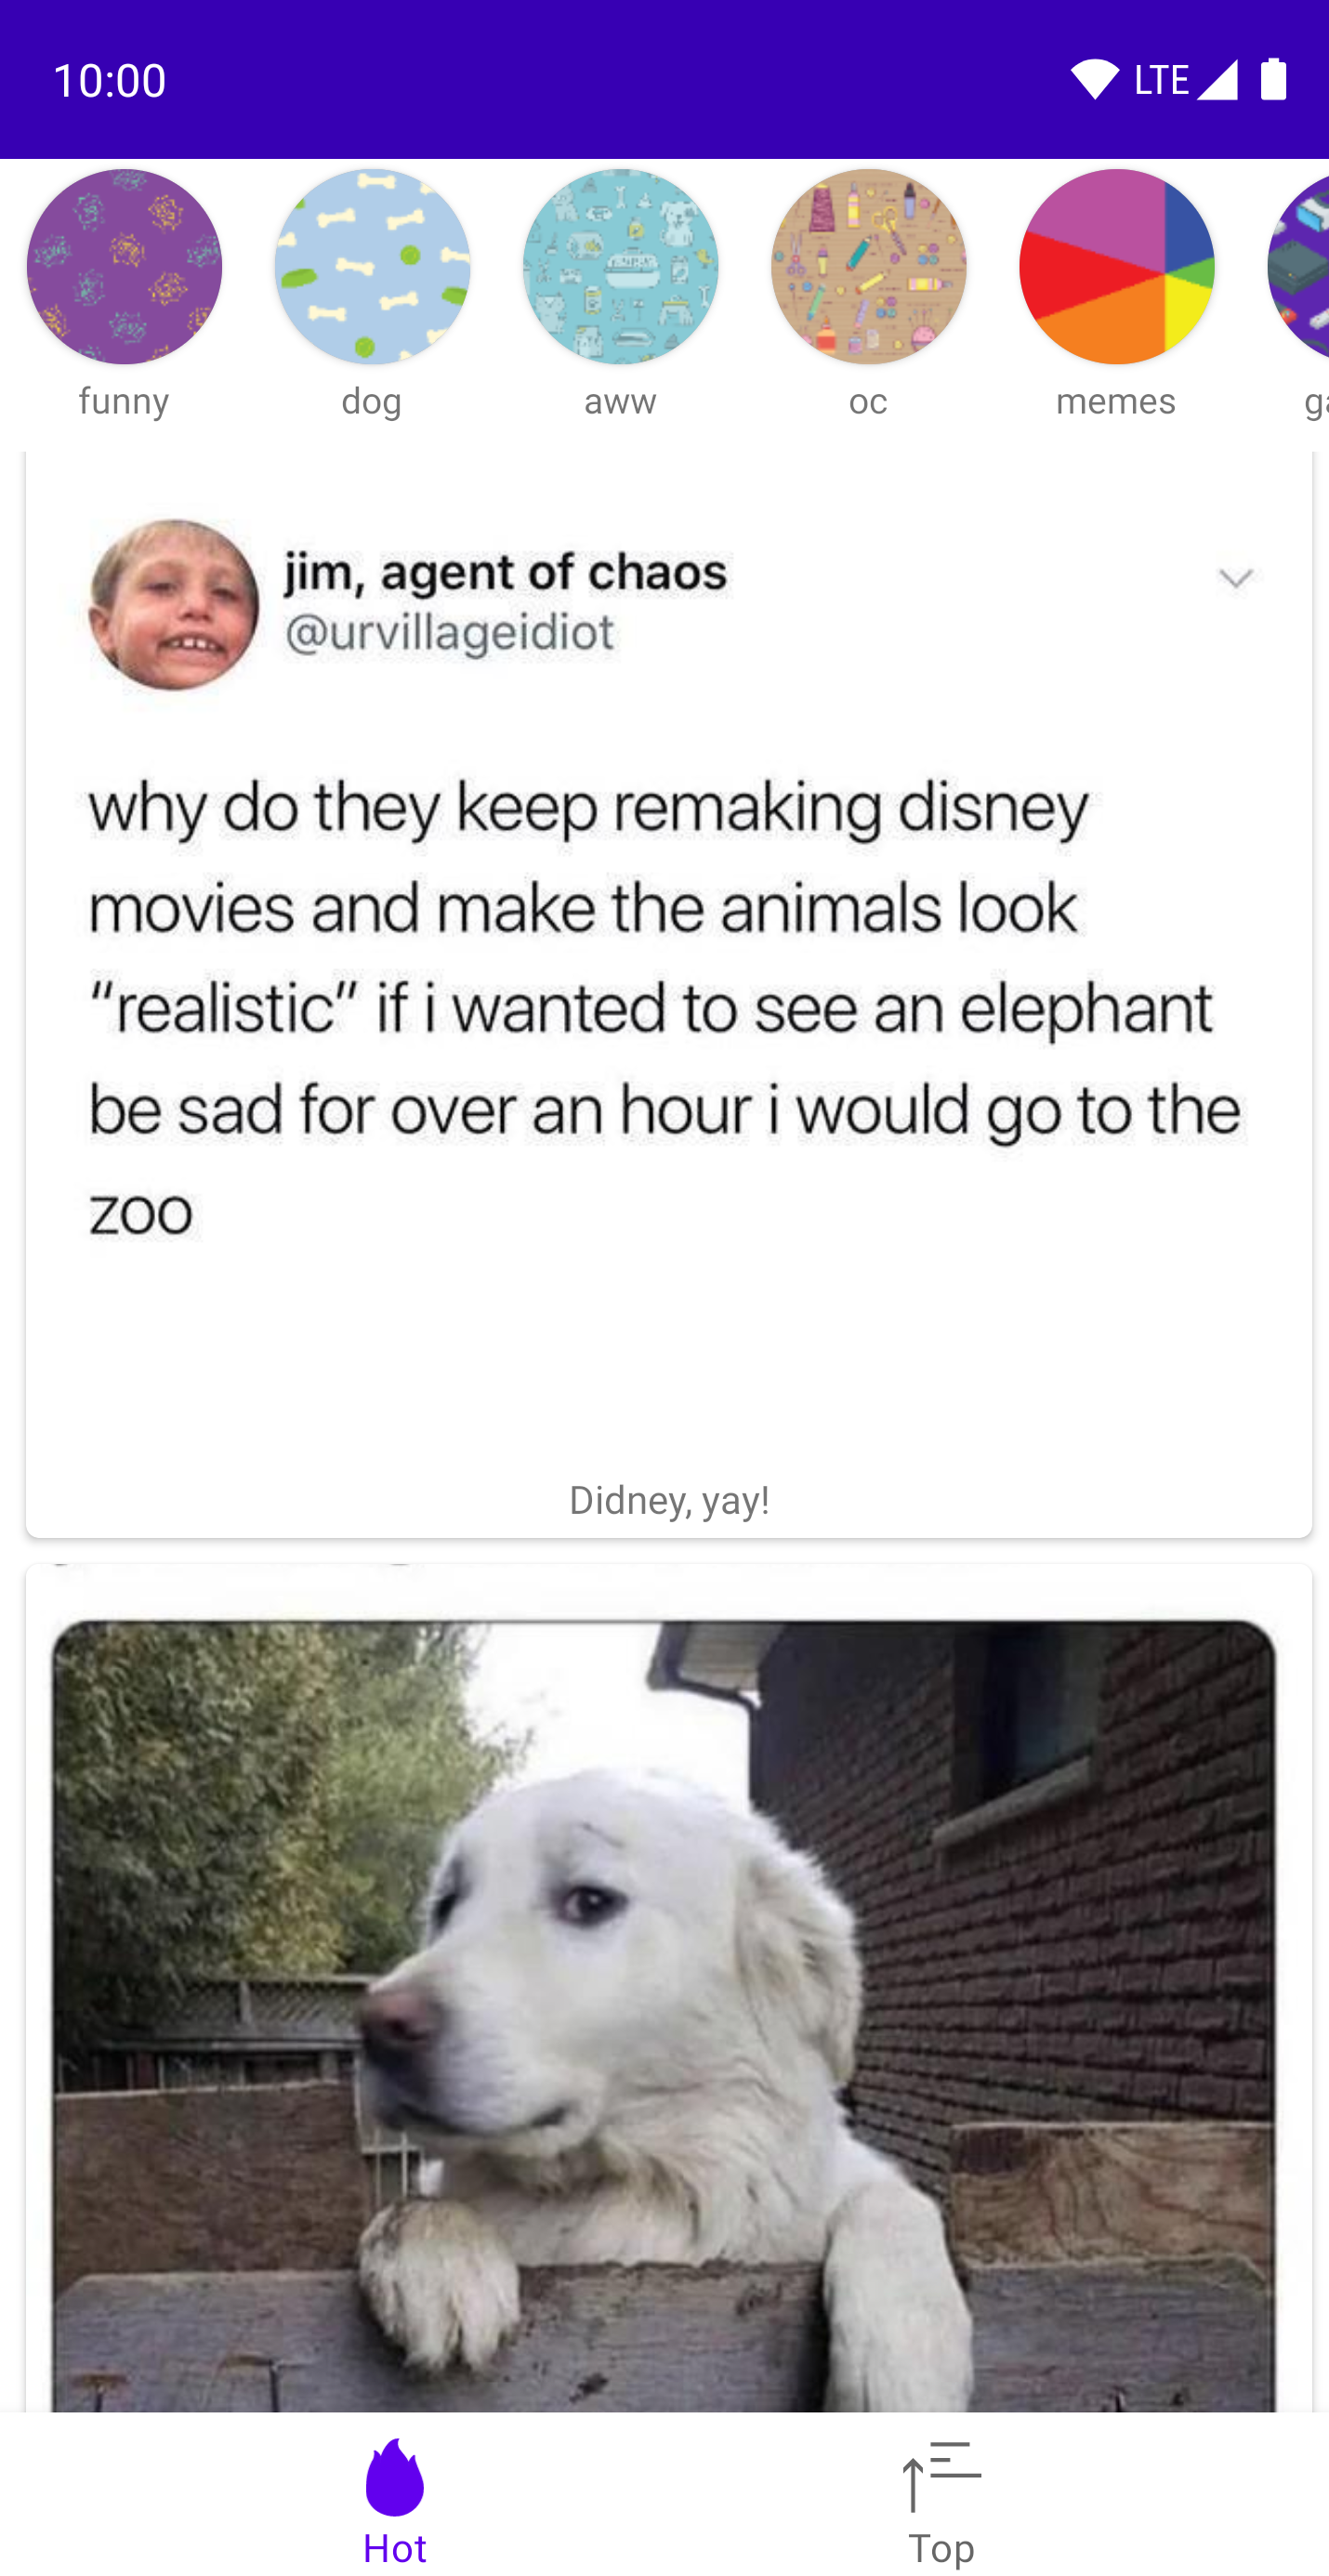 10:00
LTE
funny
dog
aww
oc
memes
jim, agent of chaos
@urvillageidiot
why do they keep remaking disney
movies and make the animals look
“realistic” if i wanted to see an elephant
be sad for over an hour i would go to the
zoo
Didney, yay!
Hot
Top